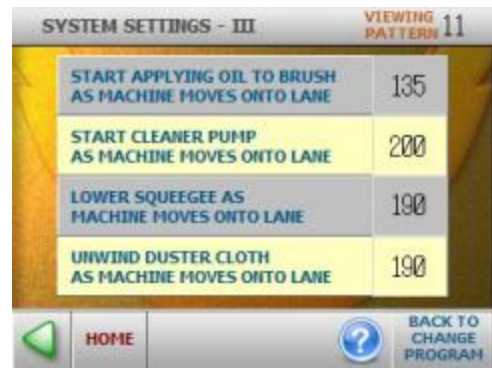 SYSTEM SETTINGS - III
VIEWING
PATTERN 11
START APPLYING OIL TO BRUSH
AS MACHINE MOVES ONTO LANE
135
START CLEANER PUMP
AS MACHINE MOVES ONTO LANE
200
LOWER SQUEEGEE AS
MACHINE MOVES ONTO LANE
190
UNWIND DUSTER CLOTH
AS MACHINE MOVES ONTO LANE
190
HOME
?
BACK TO
CHANGE
PROGRAM